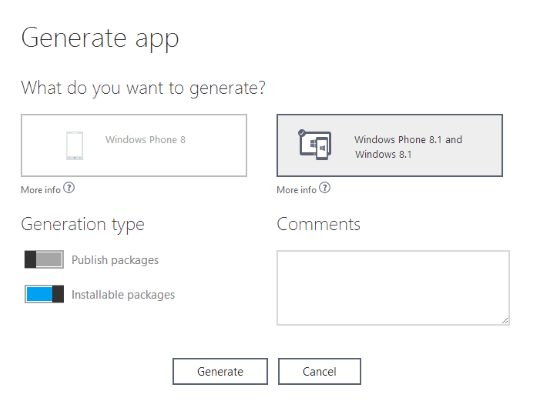 Generate app
What do you want to generate?
Windows Phone 8
Windows Phone 8.1 and
Windows 8.1
More info ?
More info ?
Generation type
Comments
Publish packages
Installable packages
Generate
Cancel